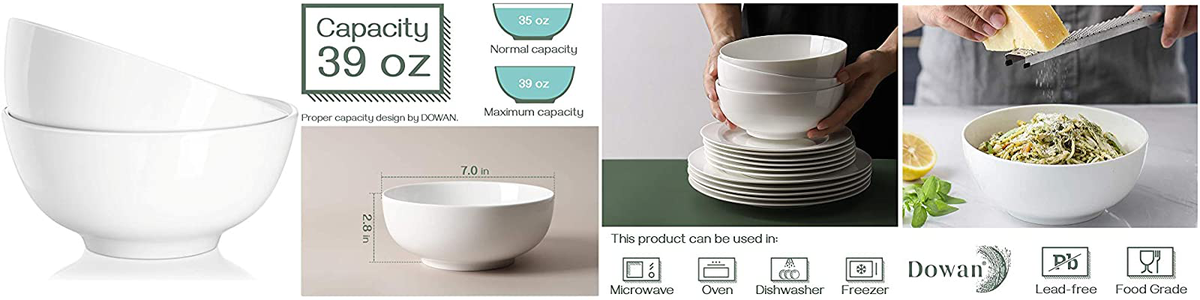 Capacity
39 oz
35 oz
Normal capacity
39 oz
Maximum capacity
Proper capacity design by DOWAN.
7.0 in
2.8 in
This product can be used in:
Microwave
Oven
Dishwasher
Freezer
Dowan®
Pb
Lead-free
Food Grade